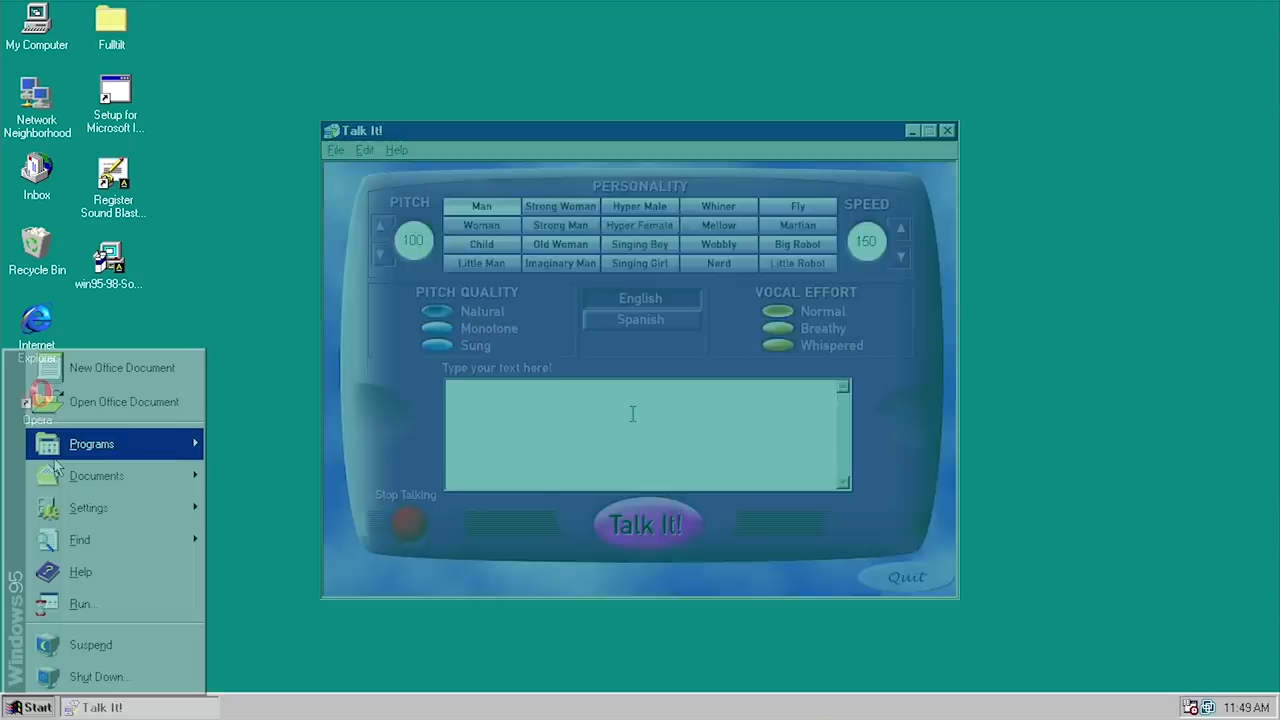 My Computer
Fulltilt
Network
Neighborhood
Setup for
Microsoft I...
Inbox
Register
Sound Blast...
Recycle Bin
win95-98-So...
Internet
Explorer
Opera
New Office Document
Open Office Document
Programs
Documents
Settings
Find
Help
Run...
Suspend
Shut Down...
Windows95
Talk It!
File Edit Help
PERSONALITY
PITCH
100
Man Strong Woman Hyper Male Whiner Fly
Woman Strong Man Hyper Female Mellow Martian
Child Old Woman Singing Boy Wobbly Big Robot
Little Man Imaginary Man Singing Girl Nerd Little Robot
SPEED
150
PITCH QUALITY
Natural
Monotone
Sung
English
Spanish
VOCAL EFFORT
Normal
Breathy
Whispered
Type your text here!
Stop Talking
Talk It!
Quit
Start
Talk It!
11:49 AM